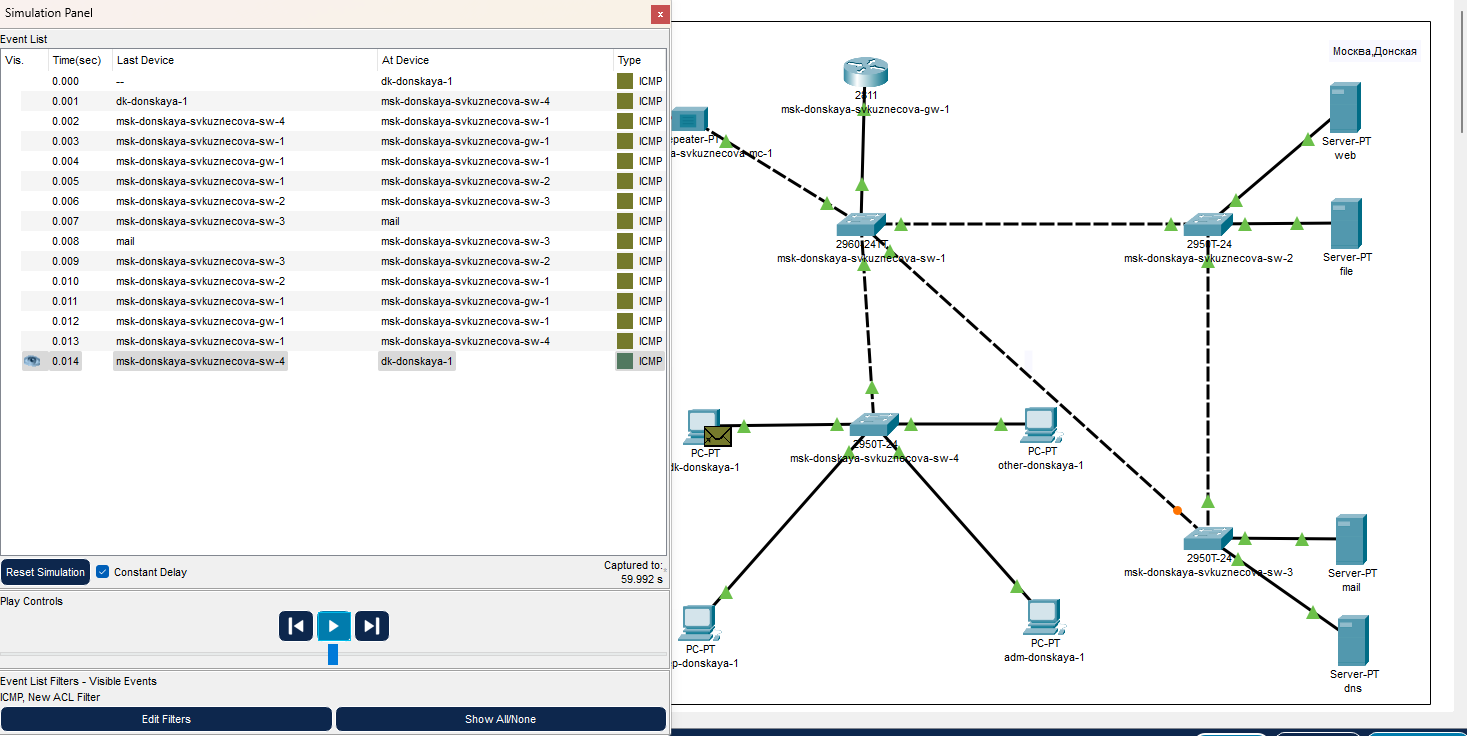 Simulation Panel
x
Event List
Vis. Time(sec) Last Device At Device Type
0.000 -- dk-donskaya-1 ICMP
0.001 dk-donskaya-1 msk-donskaya-svkuznecova-sw-4 ICMP
0.002 msk-donskaya-svkuznecova-sw-4 msk-donskaya-svkuznecova-sw-1 ICMP
0.003 msk-donskaya-svkuznecova-sw-1 msk-donskaya-svkuznecova-gw-1 ICMP
0.004 msk-donskaya-svkuznecova-gw-1 msk-donskaya-svkuznecova-sw-1 ICMP
0.005 msk-donskaya-svkuznecova-sw-1 msk-donskaya-svkuznecova-sw-2 ICMP
0.006 msk-donskaya-svkuznecova-sw-2 msk-donskaya-svkuznecova-sw-3 ICMP
0.007 msk-donskaya-svkuznecova-sw-3 mail ICMP
0.008 mail msk-donskaya-svkuznecova-sw-3 ICMP
0.009 msk-donskaya-svkuznecova-sw-3 msk-donskaya-svkuznecova-sw-2 ICMP
0.010 msk-donskaya-svkuznecova-sw-2 msk-donskaya-svkuznecova-sw-1 ICMP
0.011 msk-donskaya-svkuznecova-sw-1 msk-donskaya-svkuznecova-gw-1 ICMP
0.012 msk-donskaya-svkuznecova-gw-1 msk-donskaya-svkuznecova-sw-1 ICMP
0.013 msk-donskaya-svkuznecova-sw-1 msk-donskaya-svkuznecova-sw-4 ICMP
0.014 msk-donskaya-svkuznecova-sw-4 dk-donskaya-1 ICMP
Reset Simulation Constant Delay
Captured to:
59.992 s
Play Controls
Event List Filters - Visible Events
ICMP, New ACL Filter
Edit Filters Show All/None
Москва,Донская
2811
msk-donskaya-svkuznecova-gw-1
epeater-PT
a-svkuznecova-mc-1
Server-PT
web
2960-24TT
msk-donskaya-svkuznecova-sw-1
2950T-24
msk-donskaya-svkuznecova-sw-2
Server-PT
file
PC-PT
dk-donskaya-1
2950T-24
msk-donskaya-svkuznecova-sw-4
PC-PT
other-donskaya-1
2950T-24
msk-donskaya-svkuznecova-sw-3
Server-PT
mail
PC-PT
p-donskaya-1
PC-PT
adm-donskaya-1
Server-PT
dns